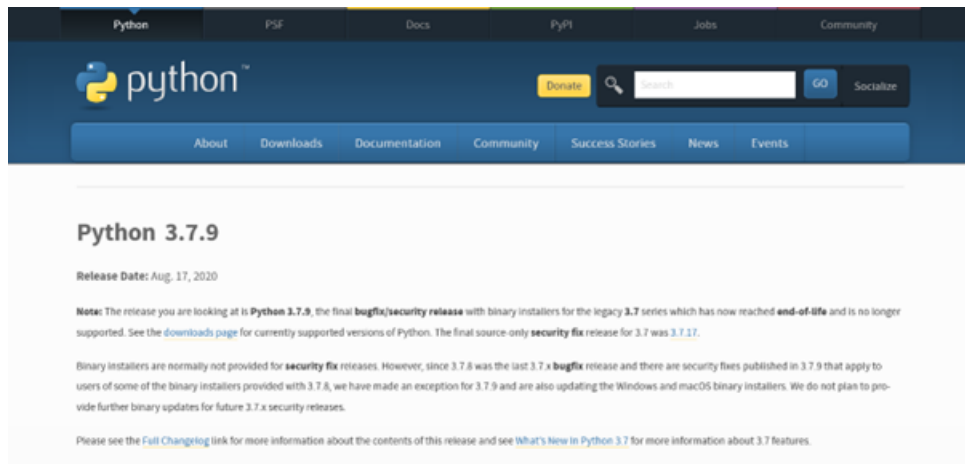 Python PSF Docs PyPI Jobs Community
python™
Donate Search GO Socialize
About Downloads Documentation Community Success Stories News Events
Python 3.7.9
Release Date: Aug. 17, 2020
Note: The release you are looking at is Python 3.7.9, the final bugfix/security release with binary installers for the legacy 3.7 series which has now reached end-of-life and is no longer
supported. See the downloads page for currently supported versions of Python. The final source-only security fix release for 3.7 was 3.7.17.
Binary installers are normally not provided for security fix releases. However, since 3.7.8 was the last 3.7.x bugfix release and there are security fixes published in 3.7.9 that apply to
users of some of the binary installers provided with 3.7.8, we have made an exception for 3.7.9 and are also updating the Windows and macOS binary installers. We do not plan to pro-
vide further binary updates for future 3.7.x security releases.
Please see the Full Changelog link for more information about the contents of this release and see What's New In Python 3.7 for more information about 3.7 features.